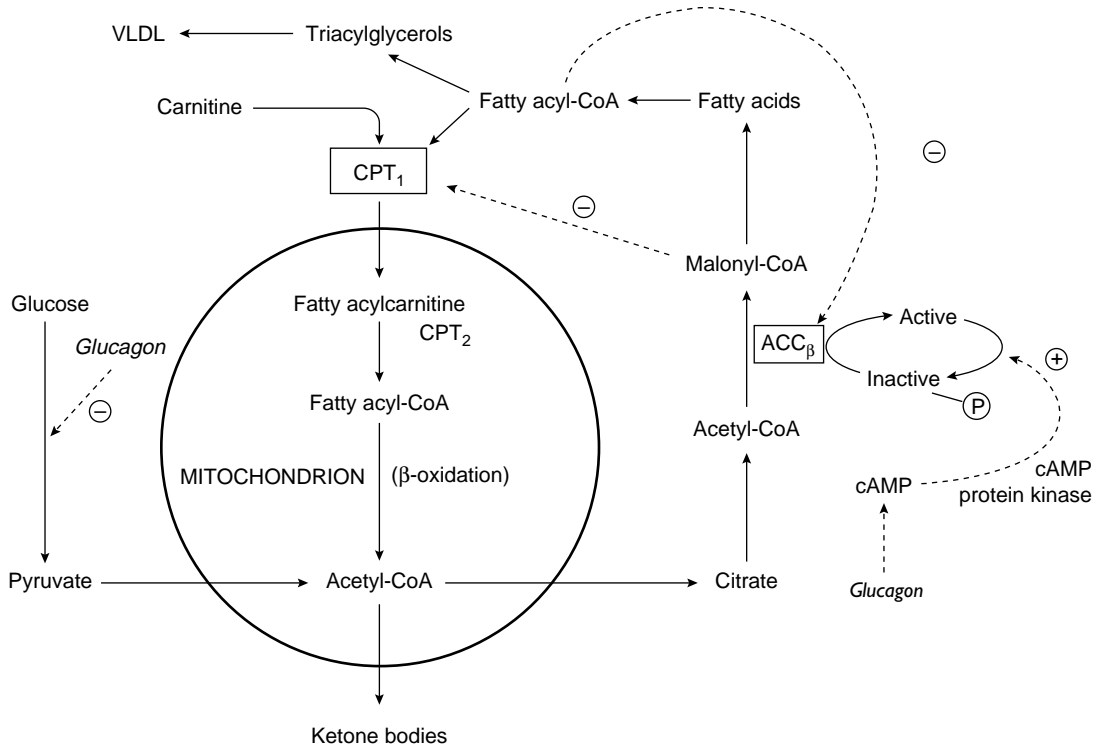 VLDL
Triacylglycerols
Carnitine
Fatty acyl-CoA
Fatty acids
CPT1
−
−
Malonyl-CoA
Glucose
Fatty acylcarnitine
CPT2
Glucagon
−
ACCβ
Active
Inactive
+
P
Fatty acyl-CoA
Acetyl-CoA
MITOCHONDRION
(β-oxidation)
cAMP
cAMP
protein kinase
Pyruvate
Acetyl-CoA
Citrate
Glucagon
Ketone bodies